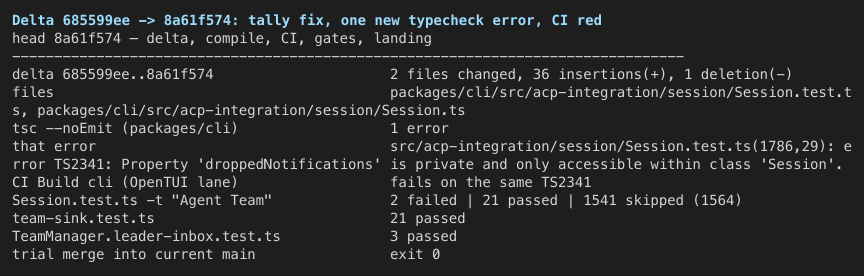 Delta 685599ee -> 8a61f574: tally fix, one new typecheck error, CI red
head 8a61f574 — delta, compile, CI, gates, landing
────────────────────────────────────────────────────────────────────────────────
delta 685599ee..8a61f574 2 files changed, 36 insertions(+), 1 deletion(-)
files packages/cli/src/acp-integration/session/Session.test.t
s, packages/cli/src/acp-integration/session/Session.ts
tsc --noEmit (packages/cli) 1 error
that error src/acp-integration/session/Session.test.ts(1786,29): e
rror TS2341: Property 'droppedNotifications' is private and only accessible within class 'Session'.
CI Build cli (OpenTUI lane) fails on the same TS2341
Session.test.ts -t "Agent Team" 2 failed | 21 passed | 1541 skipped (1564)
team-sink.test.ts 21 passed
TeamManager.leader-inbox.test.ts 3 passed
trial merge into current main exit 0